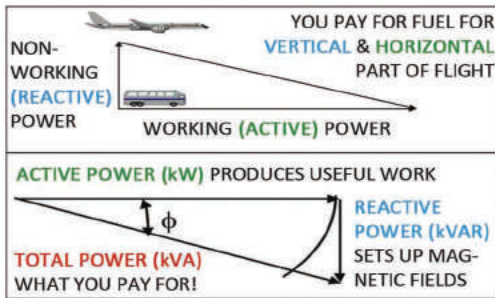 YOU PAY FOR FUEL FOR
VERTICAL & HORIZONTAL
PART OF FLIGHT
NON-
WORKING
(REACTIVE)
POWER
WORKING (ACTIVE) POWER
ACTIVE POWER (kW) PRODUCES USEFUL WORK
ϕ
REACTIVE
POWER (kVAR)
SETS UP MAG-
NETIC FIELDS
TOTAL POWER (kVA)
WHAT YOU PAY FOR!